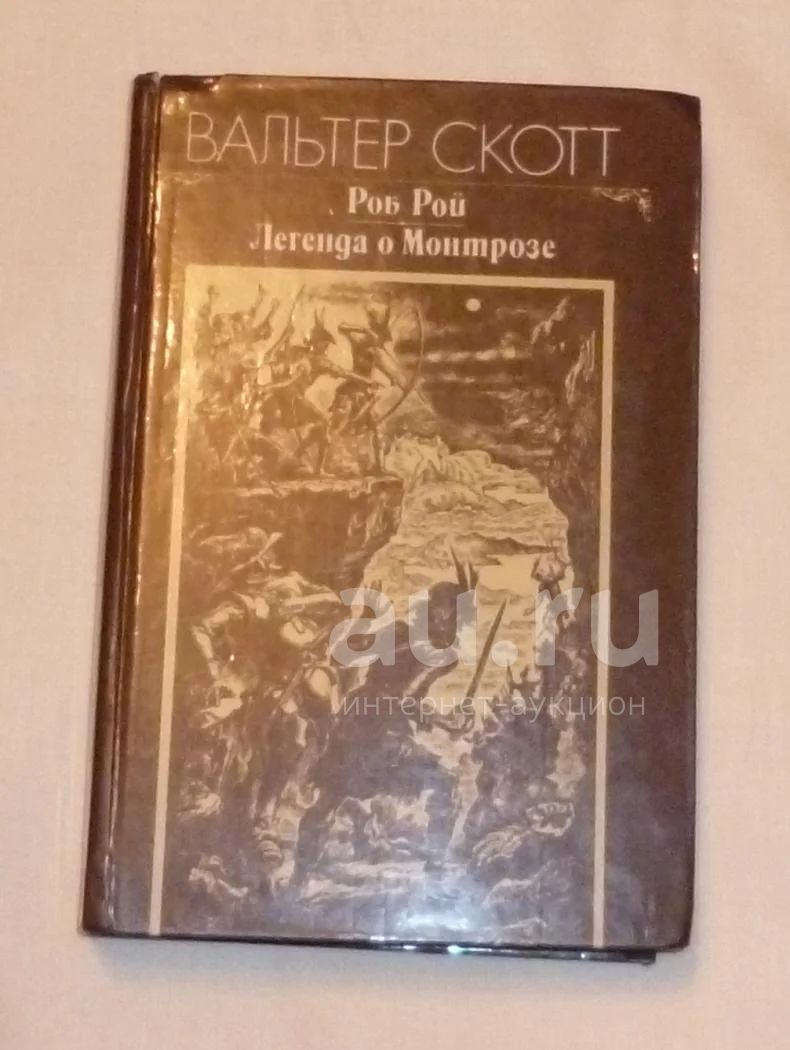 ВАЛЬТЕР СКОТТ
Роб Рой
Легенда о Монтрозе
au.ru
интернет-аукцион